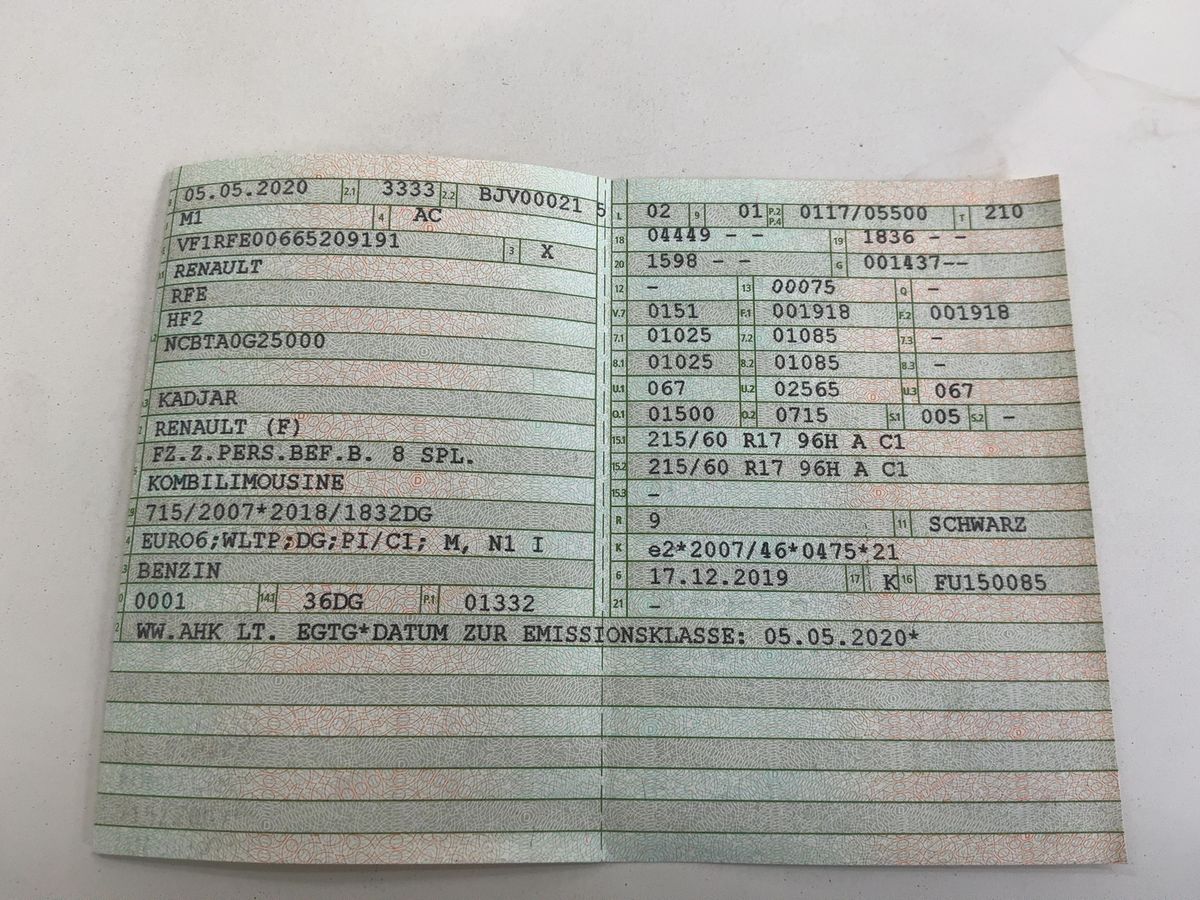 05.05.2020 2.1 3333 2.2 BJV00021 5
M1 4 AC
VF1RFE00665209191 3 X
RENAULT
RFE
HF2
NCBTA0G25000
KADJAR
RENAULT (F)
FZ.Z.PERS.BEF.B. 8 SPL.
KOMBILIMOUSINE
715/2007*2018/1832DG
EURO6;WLTP;DG;PI/CI; M, N1 I
BENZIN
0001 14.1 36DG P.1 01332
L 02 9 01 P.2 P.4 0117/05500 T 210
18 04449 - - 19 1836 - -
20 1598 - - G 001437--
12 - 13 00075 Q -
V.7 0151 F.1 001918 F.2 001918
7.1 01025 7.2 01085 7.3 -
8.1 01025 8.2 01085 8.3 -
U.1 067 U.2 02565 U.3 067
O.1 01500 O.2 0715 S.1 005 S.2 -
15.1 215/60 R17 96H A C1
15.2 215/60 R17 96H A C1
15.3 -
R 9 11 SCHWARZ
K e2*2007/46*0475*21
6 17.12.2019 17 K 16 FU150085
21 -
WW.AHK LT. EGTG*DATUM ZUR EMISSIONSKLASSE: 05.05.2020*